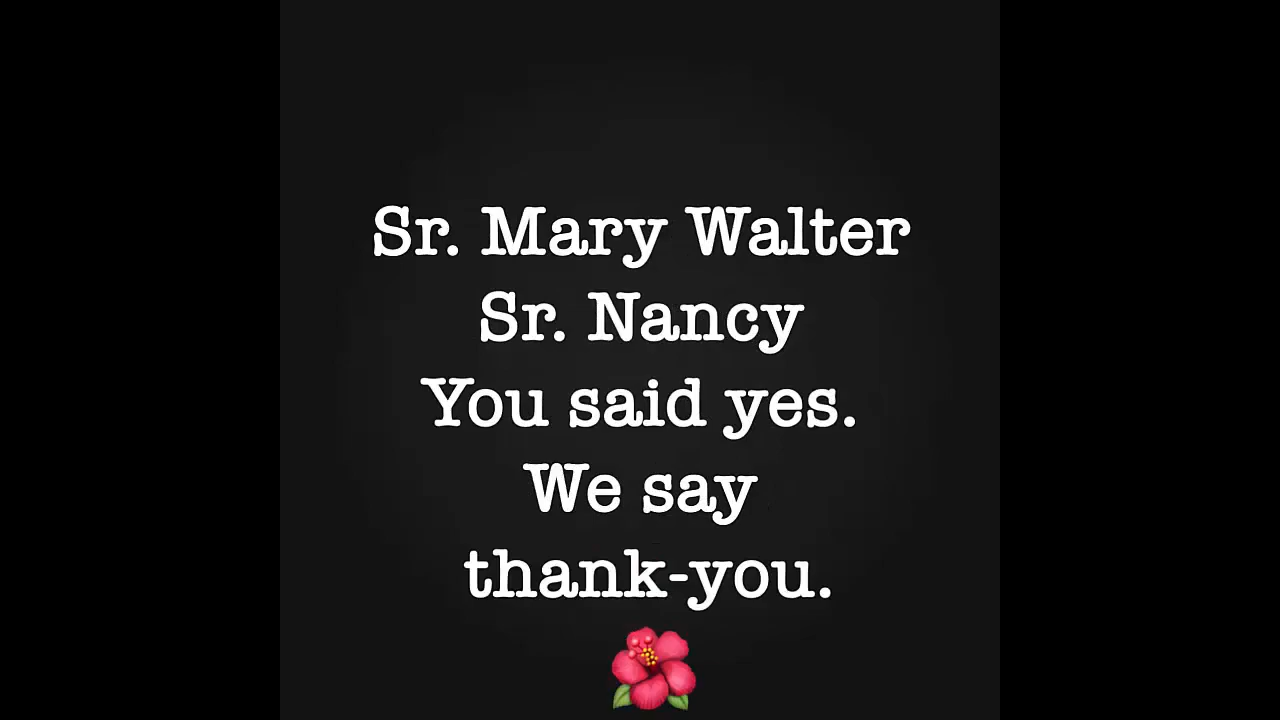 Sr. Mary Walter
Sr. Nancy
You said yes.
We say
thank-you.